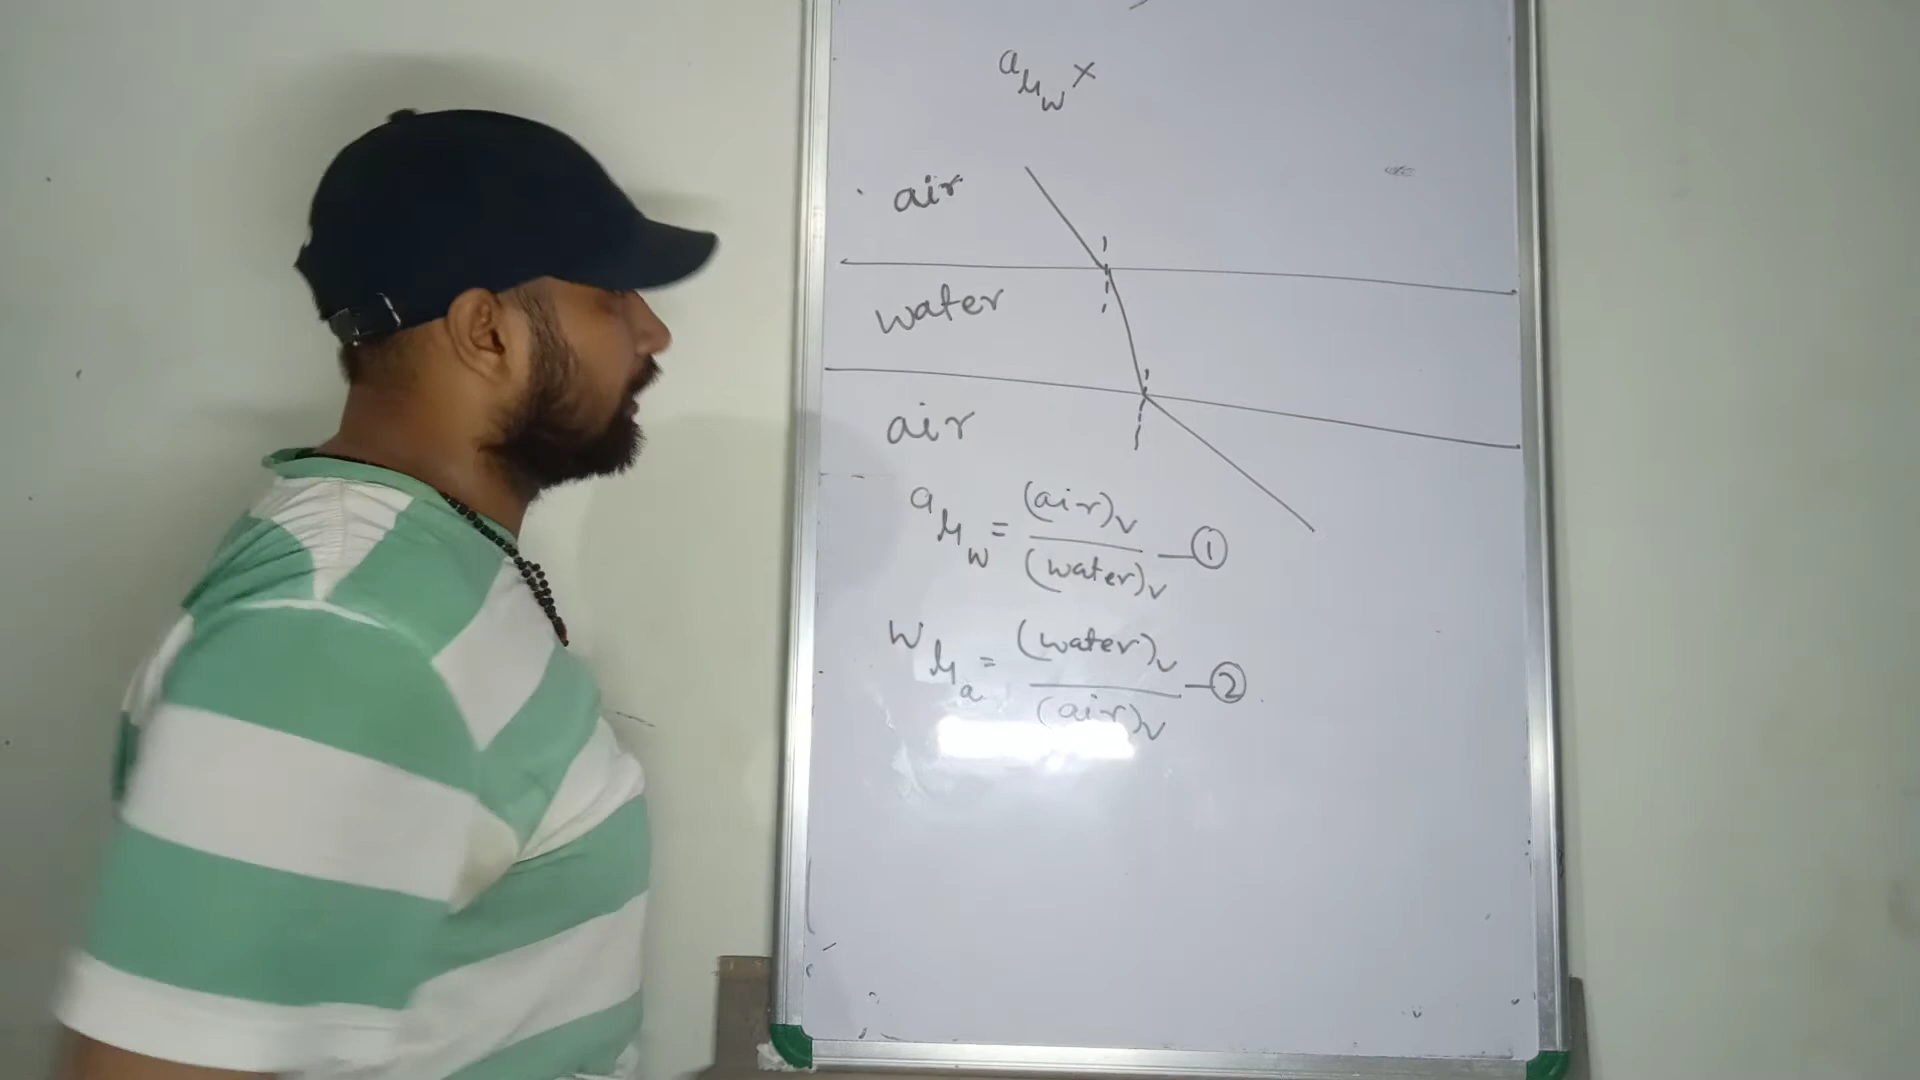 aμw ×
air
water
air
aμw = (air)v / (water)v —①
wμa = (water)v / (air)v —②